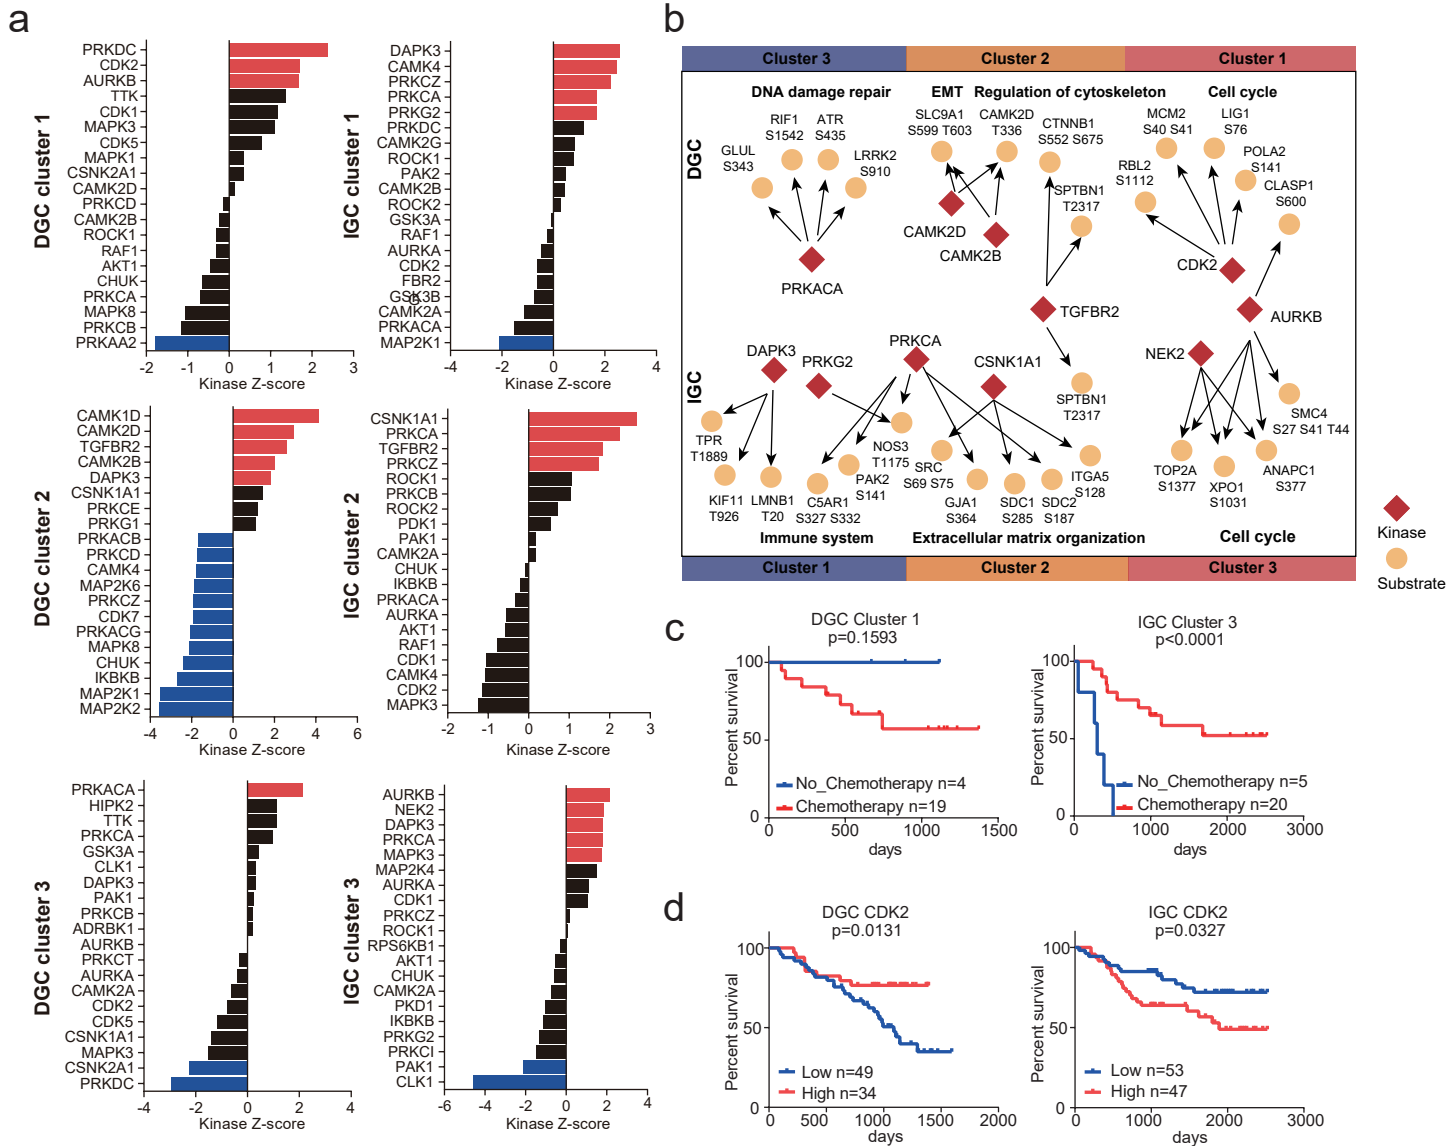 a
DGC cluster 1
PRKDC
CDK2
AURKB
TTK
CDK1
MAPK3
CDK5
MAPK1
CSNK2A1
CAMK2D
PRKCD
CAMK2B
ROCK1
RAF1
AKT1
CHUK
PRKCA
MAPK8
PRKCB
PRKAA2
-2 -1 0 1 2 3
Kinase Z-score
IGC cluster 1
DAPK3
CAMK4
PRKCZ
PRKCA
PRKG2
PRKDC
CAMK2G
ROCK1
PAK2
CAMK2B
ROCK2
GSK3A
RAF1
AURKA
CDK2
FBR2
GSK3B
G
CAMK2A
PRKACA
MAP2K1
-4 -2 0 2 4
Kinase Z-score
DGC cluster 2
CAMK1D
CAMK2D
TGFBR2
CAMK2B
DAPK3
CSNK1A1
PRKCE
PRKG1
PRKACB
PRKCD
CAMK4
MAP2K6
PRKCZ
CDK7
PRKACG
MAPK8
CHUK
IKBKB
MAP2K1
MAP2K2
-4 -2 0 2 4 6
Kinase Z-score
IGC cluster 2
CSNK1A1
PRKCA
TGFBR2
PRKCZ
ROCK1
PRKCB
ROCK2
PDK1
PAK1
CAMK2A
CHUK
IKBKB
PRKACA
AURKA
AKT1
RAF1
CDK1
CAMK4
CDK2
MAPK3
-2 -1 0 1 2 3
Kinase Z-score
DGC cluster 3
PRKACA
HIPK2
TTK
PRKCA
GSK3A
CLK1
DAPK3
PAK1
PRKCB
ADRBK1
AURKB
PRKCT
AURKA
CAMK2A
CDK2
CDK5
CSNK1A1
MAPK3
CSNK2A1
PRKDC
-4 -2 0 2 4
Kinase Z-score
IGC cluster 3
AURKB
NEK2
DAPK3
PRKCA
MAPK3
MAP2K4
AURKA
CDK1
PRKCZ
ROCK1
RPS6KB1
AKT1
CHUK
CAMK2A
PKD1
IKBKB
PRKG2
PRKCI
PAK1
CLK1
-6 -4 -2 0 2 4
Kinase Z-score
b
Cluster 3 Cluster 2 Cluster 1
DGC
DNA damage repair
EMT Regulation of cytoskeleton
Cell cycle
GLUL
S343
RIF1
S1542
ATR
S435
LRRK2
S910
PRKACA
SLC9A1
S599 T603
CAMK2D
T336
CTNNB1
S552 S675
SPTBN1
T2317
CAMK2D
CAMK2B
TGFBR2
MCM2
S40 S41
LIG1
S76
RBL2
S1112
POLA2
S141
CLASP1
S600
CDK2
AURKB
IGC
DAPK3
PRKG2
PRKCA
CSNK1A1
NEK2
TPR
T1889
KIF11
T926
LMNB1
T20
C5AR1
S327 S332
PAK2
S141
NOS3
T1175
SRC
S69 S75
GJA1
S364
SDC1
S285
SDC2
S187
ITGA5
S128
SPTBN1
T2317
TOP2A
S1377
XPO1
S1031
ANAPC1
S377
SMC4
S27 S41 T44
Immune system
Extracellular matrix organization
Cell cycle
Cluster 1 Cluster 2 Cluster 3
Kinase
Substrate
c
DGC Cluster 1
p=0.1593
Percent survival
100
50
0
No_Chemotherapy n=4
Chemotherapy n=19
0 500 1000 1500
days
IGC Cluster 3
p<0.0001
Percent survival
100
50
0
No_Chemotherapy n=5
Chemotherapy n=20
0 1000 2000 3000
days
d
DGC CDK2
p=0.0131
Percent survival
100
50
0
Low n=49
High n=34
0 500 1000 1500 2000
days
IGC CDK2
p=0.0327
Percent survival
100
50
0
Low n=53
High n=47
0 1000 2000 3000
days